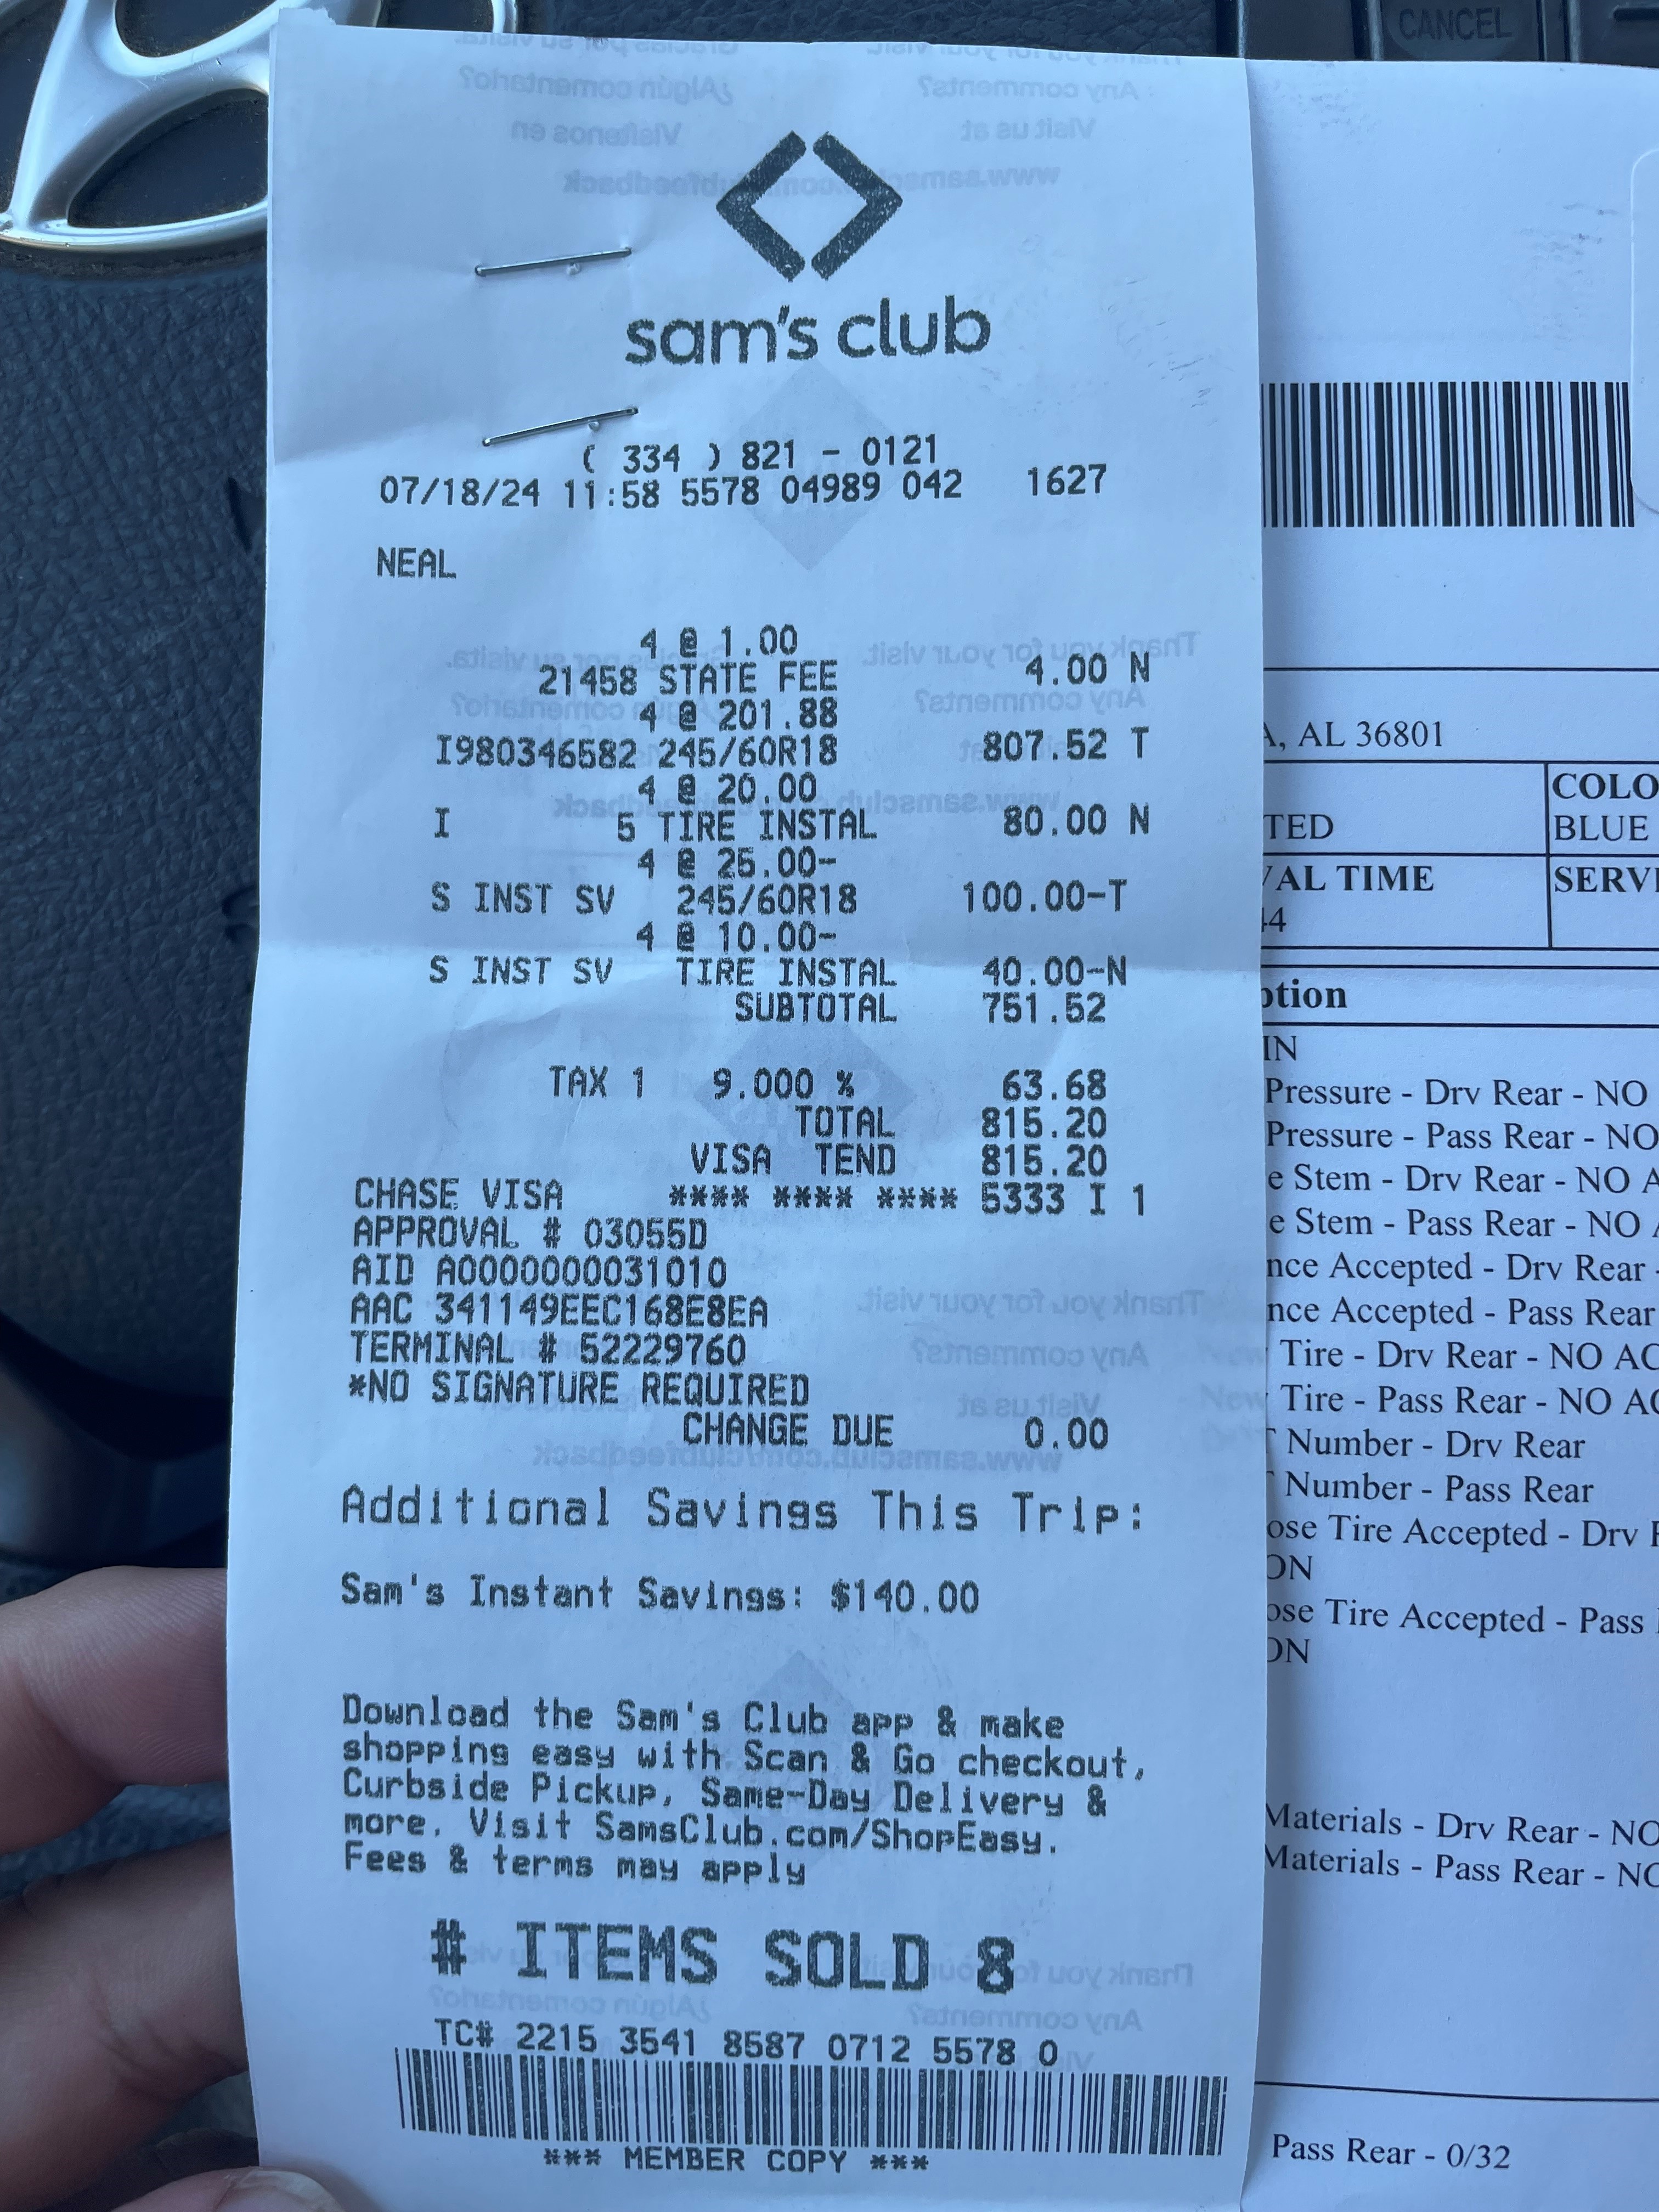 CANCEL
sam's club
( 334 ) 821 - 0121
07/18/24 11:58 5578 04989 042 1627
NEAL
4 @ 1.00
21458 STATE FEE 4.00 N
4 @ 201.88
I980346582 245/60R18 807.52 T
4 @ 20.00
I 5 TIRE INSTAL 80.00 N
4 @ 25.00-
S INST SV 245/60R18 100.00-T
4 @ 10.00-
S INST SV TIRE INSTAL 40.00-N
SUBTOTAL 751.52
TAX 1 9.000 % 63.68
TOTAL 815.20
VISA TEND 815.20
CHASE VISA **** **** **** 5333 I 1
APPROVAL # 03055D
AID A0000000031010
AAC 341149EEC168E8EA
TERMINAL # 52229760
*NO SIGNATURE REQUIRED
CHANGE DUE 0.00
Additional Savings This Trip:
Sam's Instant Savings: $140.00
Download the Sam's Club app & make
shopping easy with Scan & Go checkout,
Curbside Pickup, Same-Day Delivery &
more. Visit SamsClub.com/ShopEasy.
Fees & terms may apply
# ITEMS SOLD 8
TC# 2215 3541 8587 0712 5578 0
*** MEMBER COPY ***
, AL 36801
COLO
TED BLUE
VAL TIME SERVI
44
ption
IN
Pressure - Drv Rear - NO
Pressure - Pass Rear - NO
e Stem - Drv Rear - NO A
e Stem - Pass Rear - NO
nce Accepted - Drv Rear -
nce Accepted - Pass Rear
Tire - Drv Rear - NO AC
Tire - Pass Rear - NO AC
Number - Drv Rear
Number - Pass Rear
ose Tire Accepted - Drv
ON
ose Tire Accepted - Pass
ON
Materials - Drv Rear - NO
Materials - Pass Rear - NO
Pass Rear - 0/32